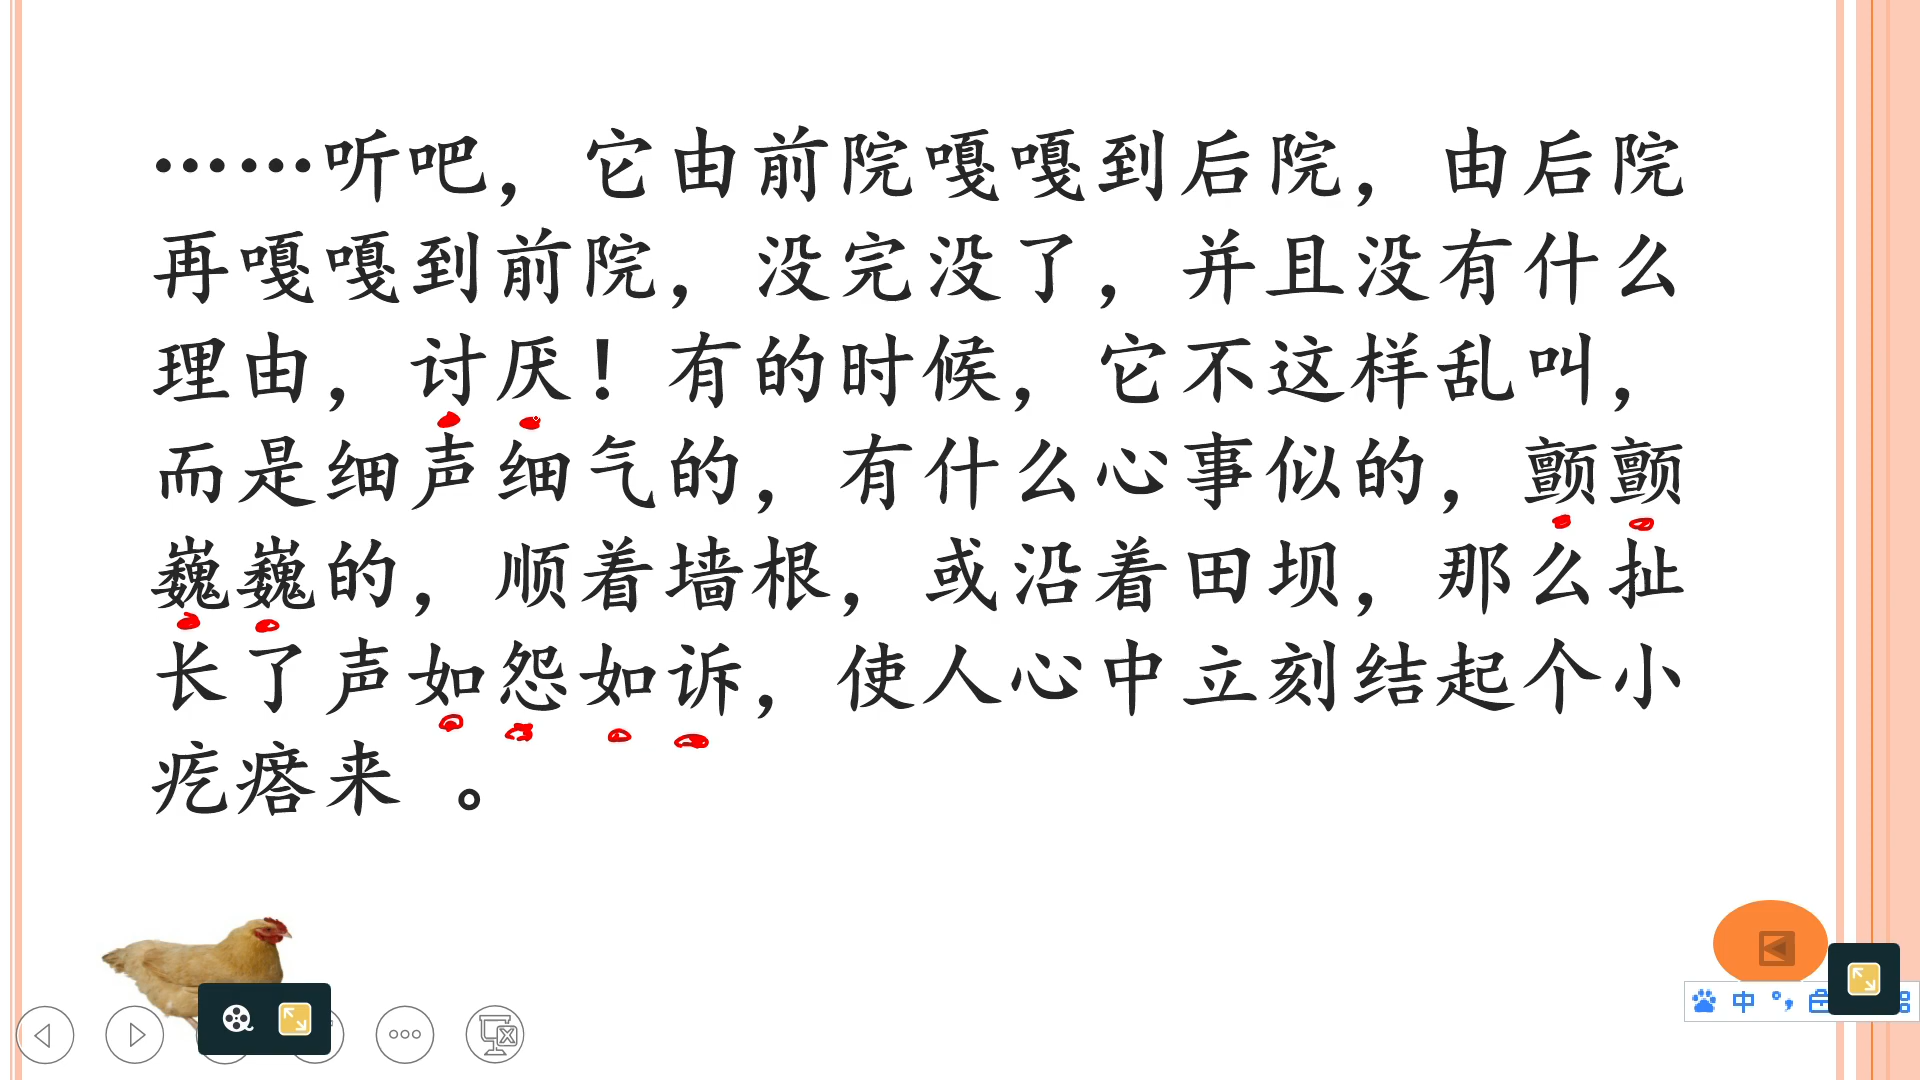 ……听吧，它由前院嘎嘎到后院，由后院
再嘎嘎到前院，没完没了，并且没有什么
理由，讨厌！有的时候，它不这样乱叫，
而是细声细气的，有什么心事似的，颤颤
巍巍的，顺着墙根，或沿着田坝，那么扯
长了声如怨如诉，使人心中立刻结起个小
疙瘩来 。
中